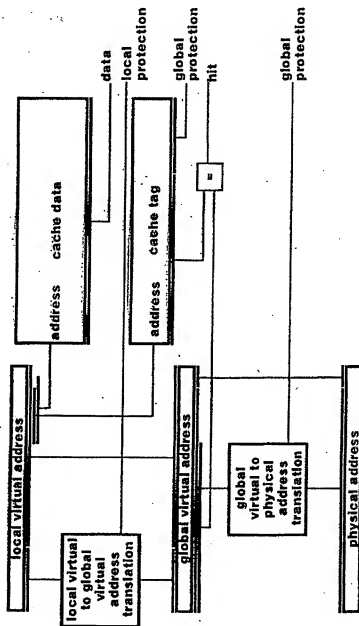 local virtual address
address cache data
data
local virtual
to global
virtual
address
translation
local
protection
address cache tag
global
protection
hit
=
global virtual address
global
virtual to
physical
address
translation
global
protection
physical address